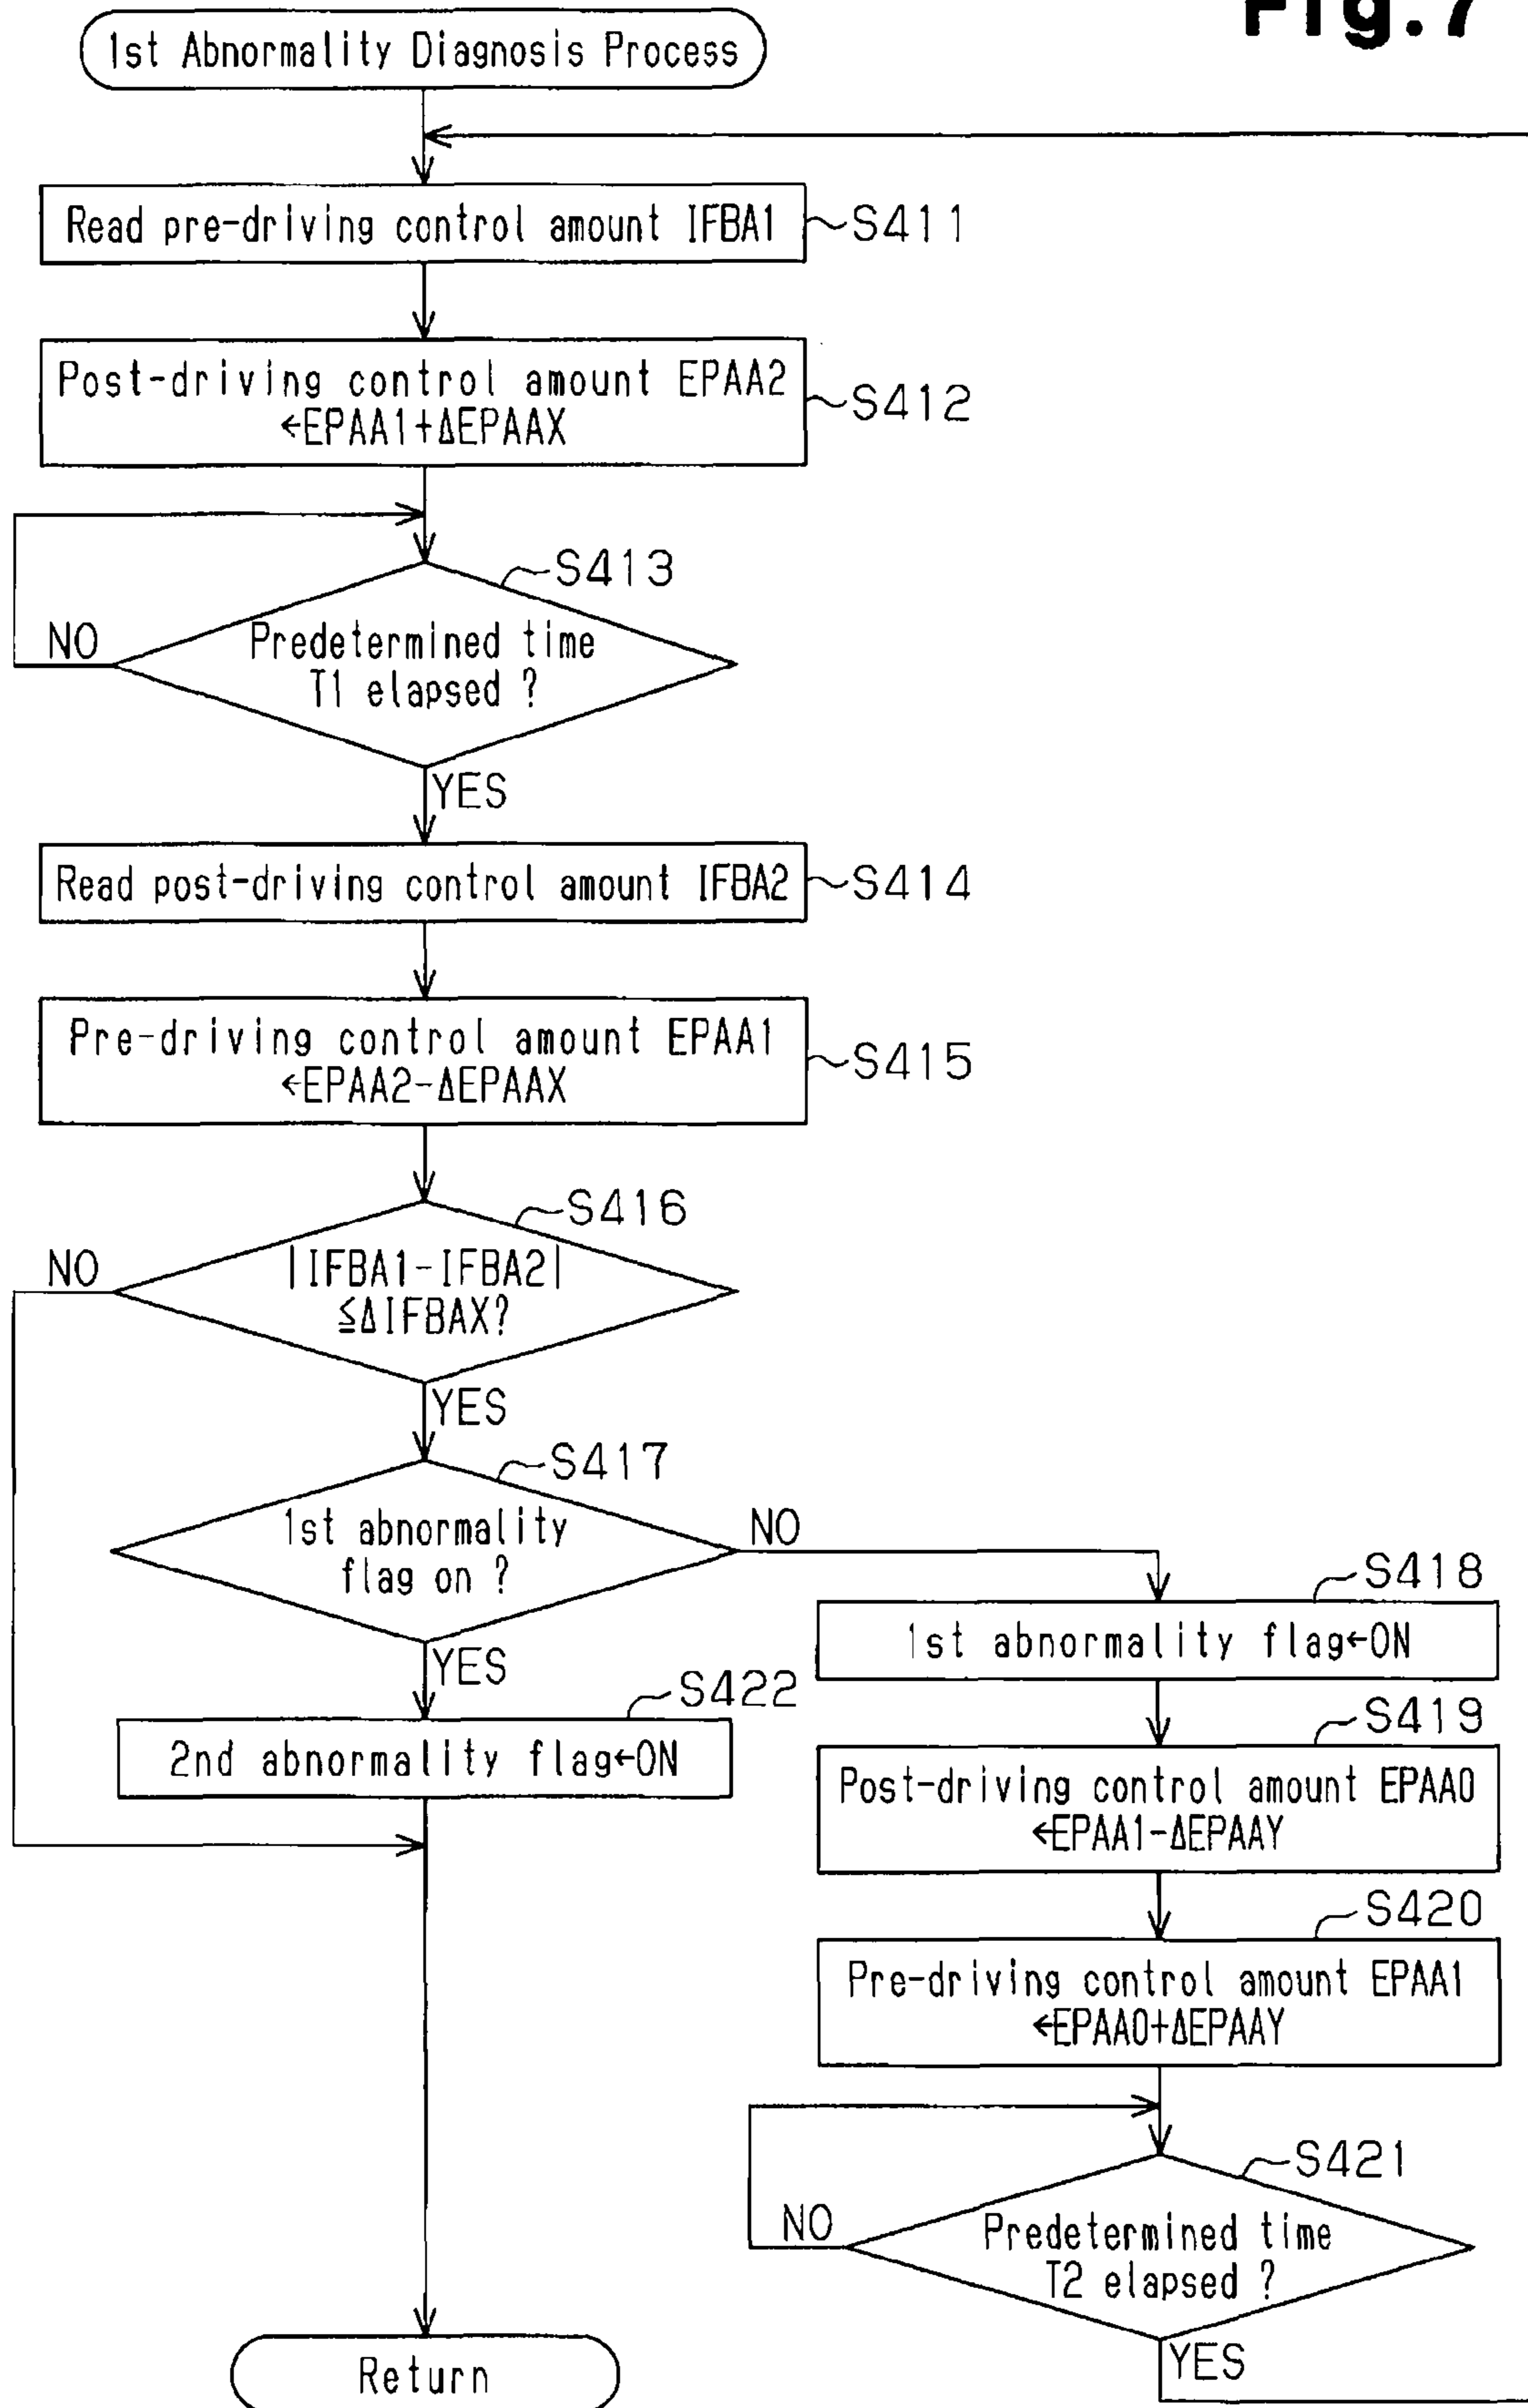 Fig.7
1st Abnormality Diagnosis Process
Read pre-driving control amount IFBA1
S411
Post-driving control amount EPAA2
←EPAA1+ΔEPAAX
S412
S413
NO
Predetermined time
T1 elapsed ?
YES
Read post-driving control amount IFBA2
S414
Pre-driving control amount EPAA1
←EPAA2-ΔEPAAX
S415
S416
NO
|IFBA1-IFBA2|
≦ΔIFBAX?
YES
S417
1st abnormality
flag on ?
NO
YES
S422
2nd abnormality flag←ON
S418
1st abnormality flag←ON
S419
Post-driving control amount EPAA0
←EPAA1-ΔEPAAY
S420
Pre-driving control amount EPAA1
←EPAA0+ΔEPAAY
S421
NO
Predetermined time
T2 elapsed ?
YES
Return